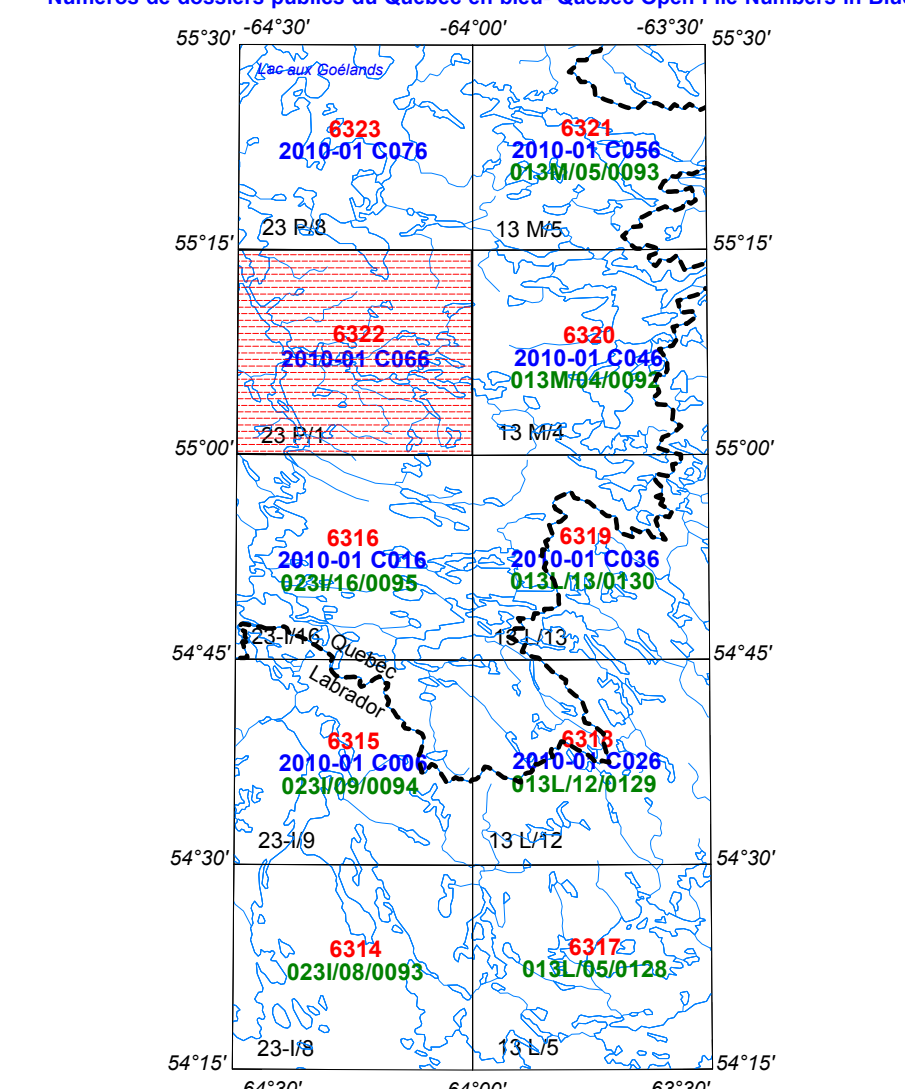 Numéros de dossiers publics du Québec en bleu- Quebec Open File Numbers in Blue
-64°30' -64°00' -63°30'
55°30' 55°30'
Lac aux Goélands
6323
2010-01 C076
23 P/8
6321
2010-01 C056
013M/05/0093
13 M/5
55°15' 55°15'
6322
2010-01 C066
23 P/1
6320
2010-01 C046
013M/04/0092
13 M/4
55°00' 55°00'
6316
2010-01 C016
023I/16/0095
23-I/16
Quebec
6319
2010-01 C036
013L/13/0130
13 L/13
54°45' 54°45'
Labrador
6315
2010-01 C006
023I/09/0094
23-I/9
6318
2010-01 C026
013L/12/0129
13 L/12
54°30' 54°30'
6314
023I/08/0093
23-I/8
6317
013L/05/0128
13 L/5
54°15' 54°15'
-64°30' -64°00' -63°30'